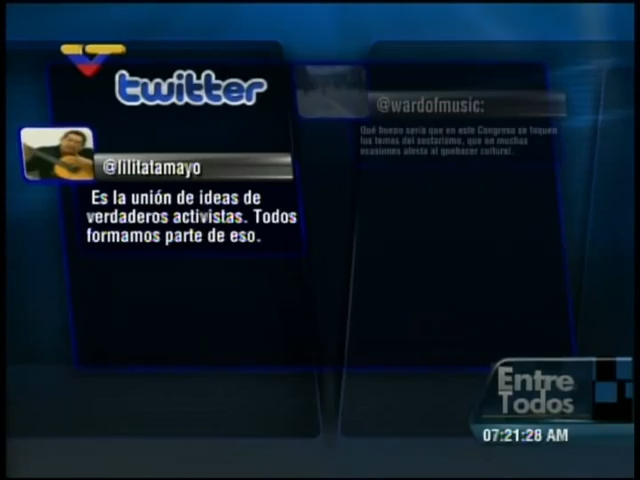 twitter
@lilitatamayo
Es la unión de ideas de
verdaderos activistas. Todos
formamos parte de eso.
@wardofmusic:
Qué bueno sería que en este Congreso se toquen
los temas del sectarismo, que en muchas
ocasiones afecta al quehacer cultural.
Entre
Todos
07:21:28 AM